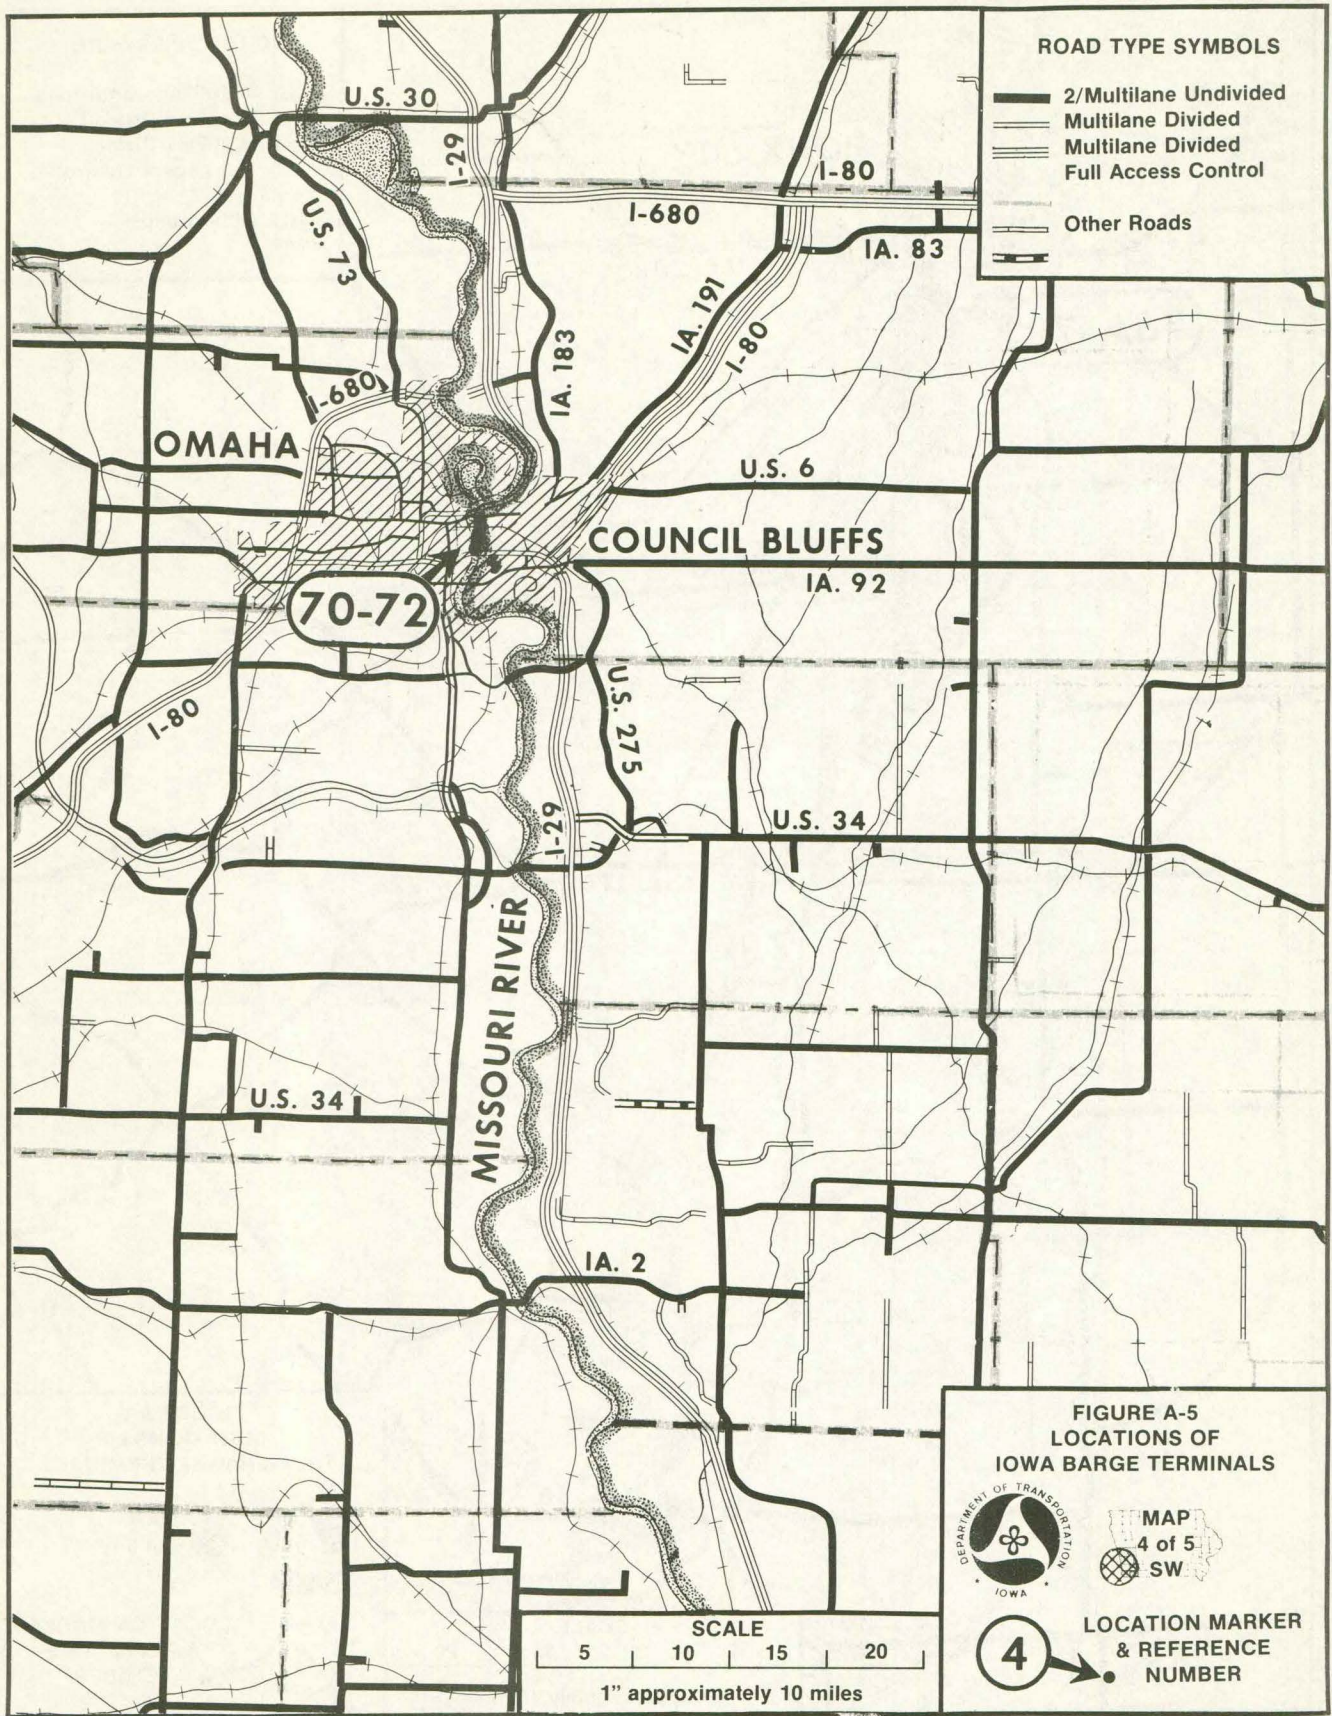 ROAD TYPE SYMBOLS
2/Multilane Undivided
Multilane Divided
Multilane Divided
Full Access Control
Other Roads
U.S. 30
I-29
I-80
I-680
U.S. 73
IA. 83
IA. 191
I-80
IA. 183
I-680
OMAHA
U.S. 6
COUNCIL BLUFFS
IA. 92
70-72
U.S. 275
I-80
I-29
U.S. 34
MISSOURI RIVER
U.S. 34
IA. 2
FIGURE A-5
LOCATIONS OF
IOWA BARGE TERMINALS
DEPARTMENT OF TRANSPORTATION
IOWA
MAP
4 of 5
SW
4
LOCATION MARKER
& REFERENCE
NUMBER
SCALE
5 10 15 20
1" approximately 10 miles